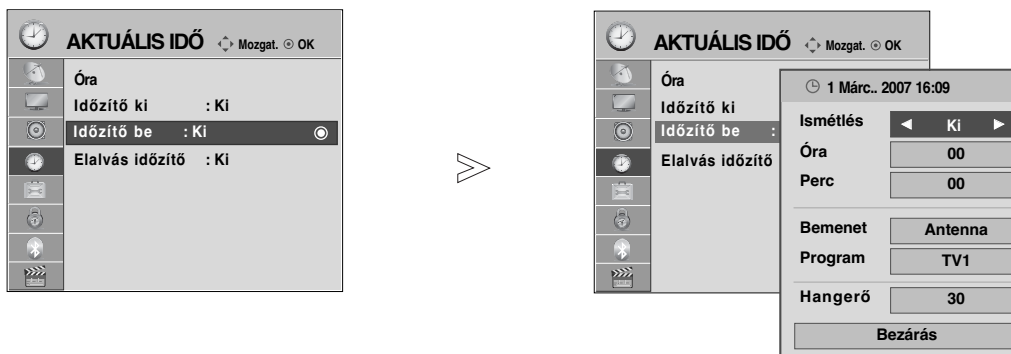 AKTUÁLIS IDŐ Mozgat. OK
Óra
Időzítő ki : Ki
Időzítő be : Ki
Elalvás időzítő : Ki
AKTUÁLIS IDŐ Mozgat. OK
Óra
Időzítő ki
Időzítő be :
Elalvás időzítő
1 Márc.. 2007 16:09
Ismétlés ◀ Ki ▶
Óra 00
Perc 00
Bemenet Antenna
Program TV1
Hangerő 30
Bezárás